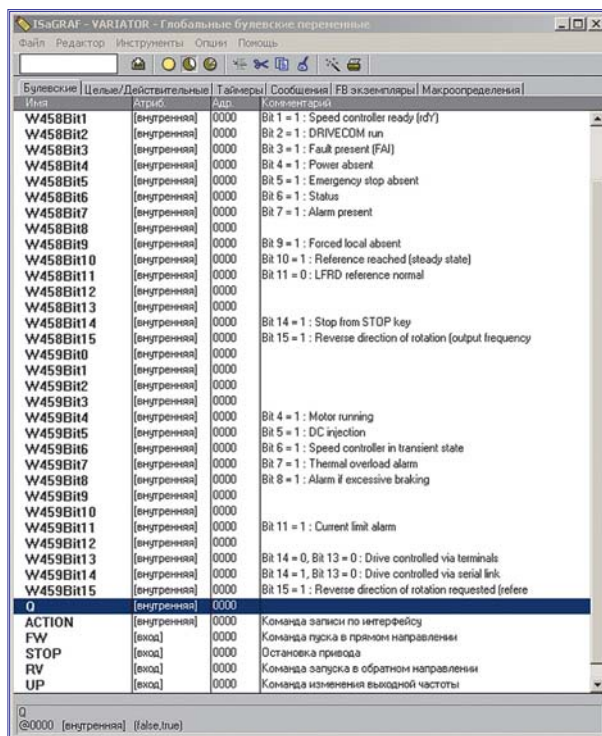 ISaGRAF - VARIATOR - Глобальные булевские переменные
Файл Редактор Инструменты Опции Помощь
Булевские Целые/Действительные Таймеры Сообщения FB экземпляры Макроопределения
Имя Атриб. Адр. Комментарий
W458Bit1 [внутренняя] 0000 Bit 1 = 1 : Speed controller ready (rdY)
W458Bit2 [внутренняя] 0000 Bit 2 = 1 : DRIVECOM run
W458Bit3 [внутренняя] 0000 Bit 3 = 1 : Fault present (FAI)
W458Bit4 [внутренняя] 0000 Bit 4 = 1 : Power absent
W458Bit5 [внутренняя] 0000 Bit 5 = 1 : Emergency stop absent
W458Bit6 [внутренняя] 0000 Bit 6 = 1 : Status
W458Bit7 [внутренняя] 0000 Bit 7 = 1 : Alarm present
W458Bit8 [внутренняя] 0000
W458Bit9 [внутренняя] 0000 Bit 9 = 1 : Forced local absent
W458Bit10 [внутренняя] 0000 Bit 10 = 1 : Reference reached (steady state)
W458Bit11 [внутренняя] 0000 Bit 11 = 0 : LFRD reference normal
W458Bit12 [внутренняя] 0000
W458Bit13 [внутренняя] 0000
W458Bit14 [внутренняя] 0000 Bit 14 = 1 : Stop from STOP key
W458Bit15 [внутренняя] 0000 Bit 15 = 1 : Reverse direction of rotation (output frequency
W459Bit0 [внутренняя] 0000
W459Bit1 [внутренняя] 0000
W459Bit2 [внутренняя] 0000
W459Bit3 [внутренняя] 0000
W459Bit4 [внутренняя] 0000 Bit 4 = 1 : Motor running
W459Bit5 [внутренняя] 0000 Bit 5 = 1 : DC injection
W459Bit6 [внутренняя] 0000 Bit 6 = 1 : Speed controller in transient state
W459Bit7 [внутренняя] 0000 Bit 7 = 1 : Thermal overload alarm
W459Bit8 [внутренняя] 0000 Bit 8 = 1 : Alarm if excessive braking
W459Bit9 [внутренняя] 0000
W459Bit10 [внутренняя] 0000
W459Bit11 [внутренняя] 0000 Bit 11 = 1 : Current limit alarm
W459Bit12 [внутренняя] 0000
W459Bit13 [внутренняя] 0000 Bit 14 = 0, Bit 13 = 0 : Drive controlled via terminals
W459Bit14 [внутренняя] 0000 Bit 14 = 1, Bit 13 = 0 : Drive controlled via serial link
W459Bit15 [внутренняя] 0000 Bit 15 = 1 : Reverse direction of rotation requested (refere
Q [внутренняя] 0000
ACTION [внутренняя] 0000 Команда записи по интерфейсу
FW [вход] 0000 Команда пуска в прямом направлении
STOP [вход] 0000 Остановка привода
RV [вход] 0000 Команда запуска в обратном направлении
UP [вход] 0000 Команда изменения выходной частоты
Q
@0000 [внутренняя] (false,true)